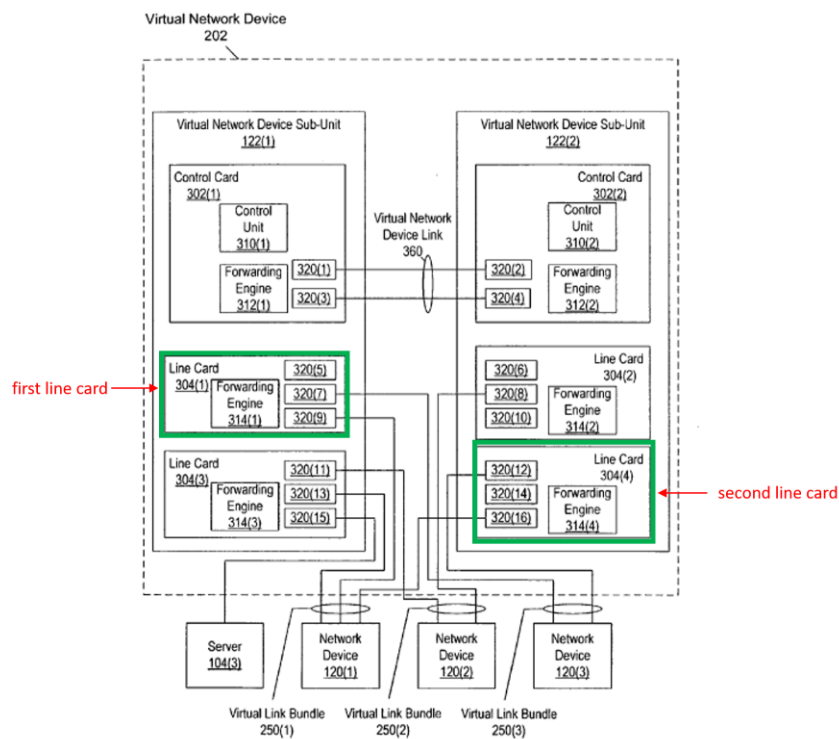 Virtual Network Device
202
Virtual Network Device Sub-Unit
122(1)
Control Card
302(1)
Control
Unit
310(1)
Forwarding
Engine
312(1)
320(1)
320(3)
Virtual Network
Device Link
360
Virtual Network Device Sub-Unit
122(2)
Control Card
302(2)
Control
Unit
310(2)
320(2)
320(4)
Forwarding
Engine
312(2)
first line card
Line Card
304(1)
Forwarding
Engine
314(1)
320(5)
320(7)
320(9)
320(6)
320(8)
320(10)
Line Card
304(2)
Forwarding
Engine
314(2)
Line Card
304(3)
Forwarding
Engine
314(3)
320(11)
320(13)
320(15)
320(12)
320(14)
320(16)
Line Card
304(4)
Forwarding
Engine
314(4)
second line card
Server
104(3)
Network
Device
120(1)
Network
Device
120(2)
Network
Device
120(3)
Virtual Link Bundle
250(1)
Virtual Link Bundle
250(2)
Virtual Link Bundle
250(3)